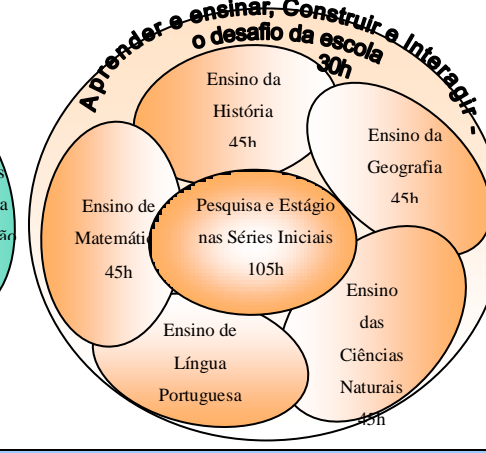 Aprender e ensinar, Construir e Interagir -
o desafio da escola
30h
Ensino da
História
45h
Ensino da
Geografia
45h
Ensino de
45h
Pesquisa e Estágio
nas Séries Iniciais
105h
Ensino
das
Ciências
Naturais
45h
Ensino de
Língua
Portuguesa